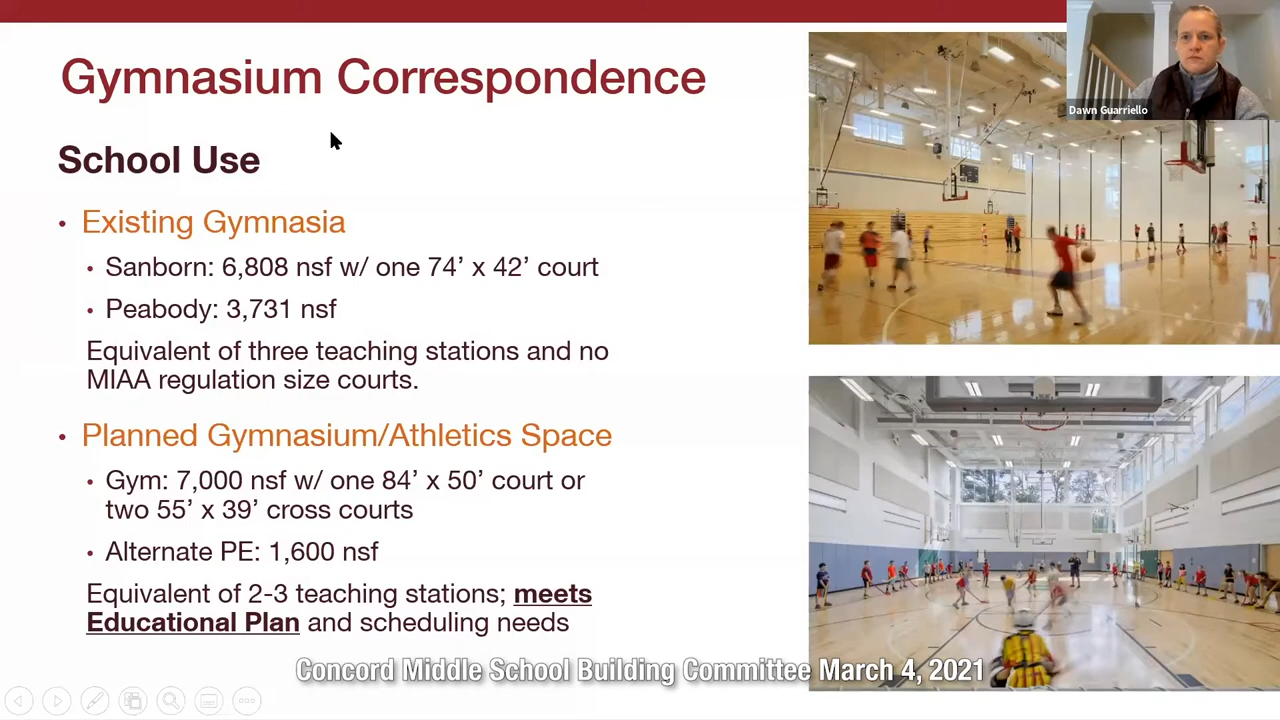 Gymnasium Correspondence
School Use
• Existing Gymnasia
• Sanborn: 6,808 nsf w/ one 74’ x 42’ court
• Peabody: 3,731 nsf
Equivalent of three teaching stations and no
MIAA regulation size courts.
• Planned Gymnasium/Athletics Space
• Gym: 7,000 nsf w/ one 84’ x 50’ court or
two 55’ x 39’ cross courts
• Alternate PE: 1,600 nsf
Equivalent of 2-3 teaching stations; meets
Educational Plan and scheduling needs
Dawn Guarriello
Concord Middle School Building Committee March 4, 2021